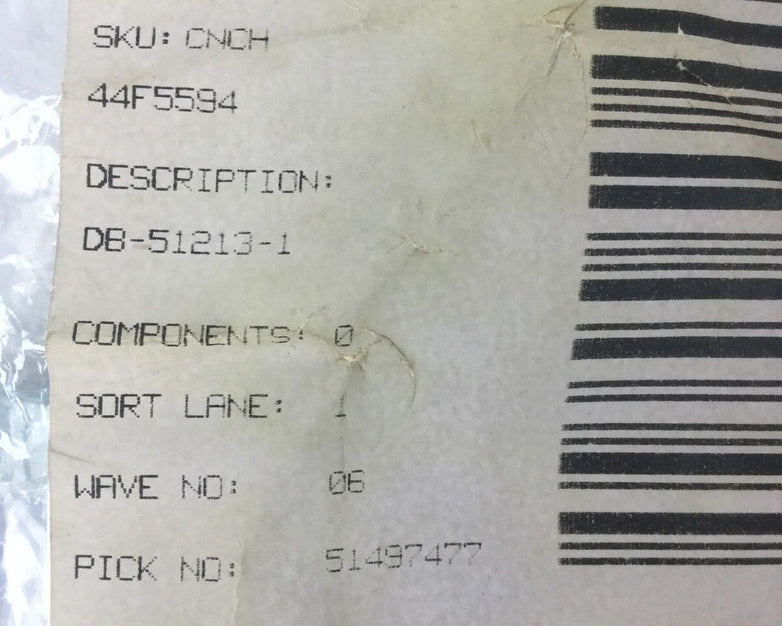 SKU: CNCH
44F5594
DESCRIPTION:
DB-51213-1
COMPONENTS: 0
SORT LANE: 1
WAVE NO: 06
PICK NO: 51497477